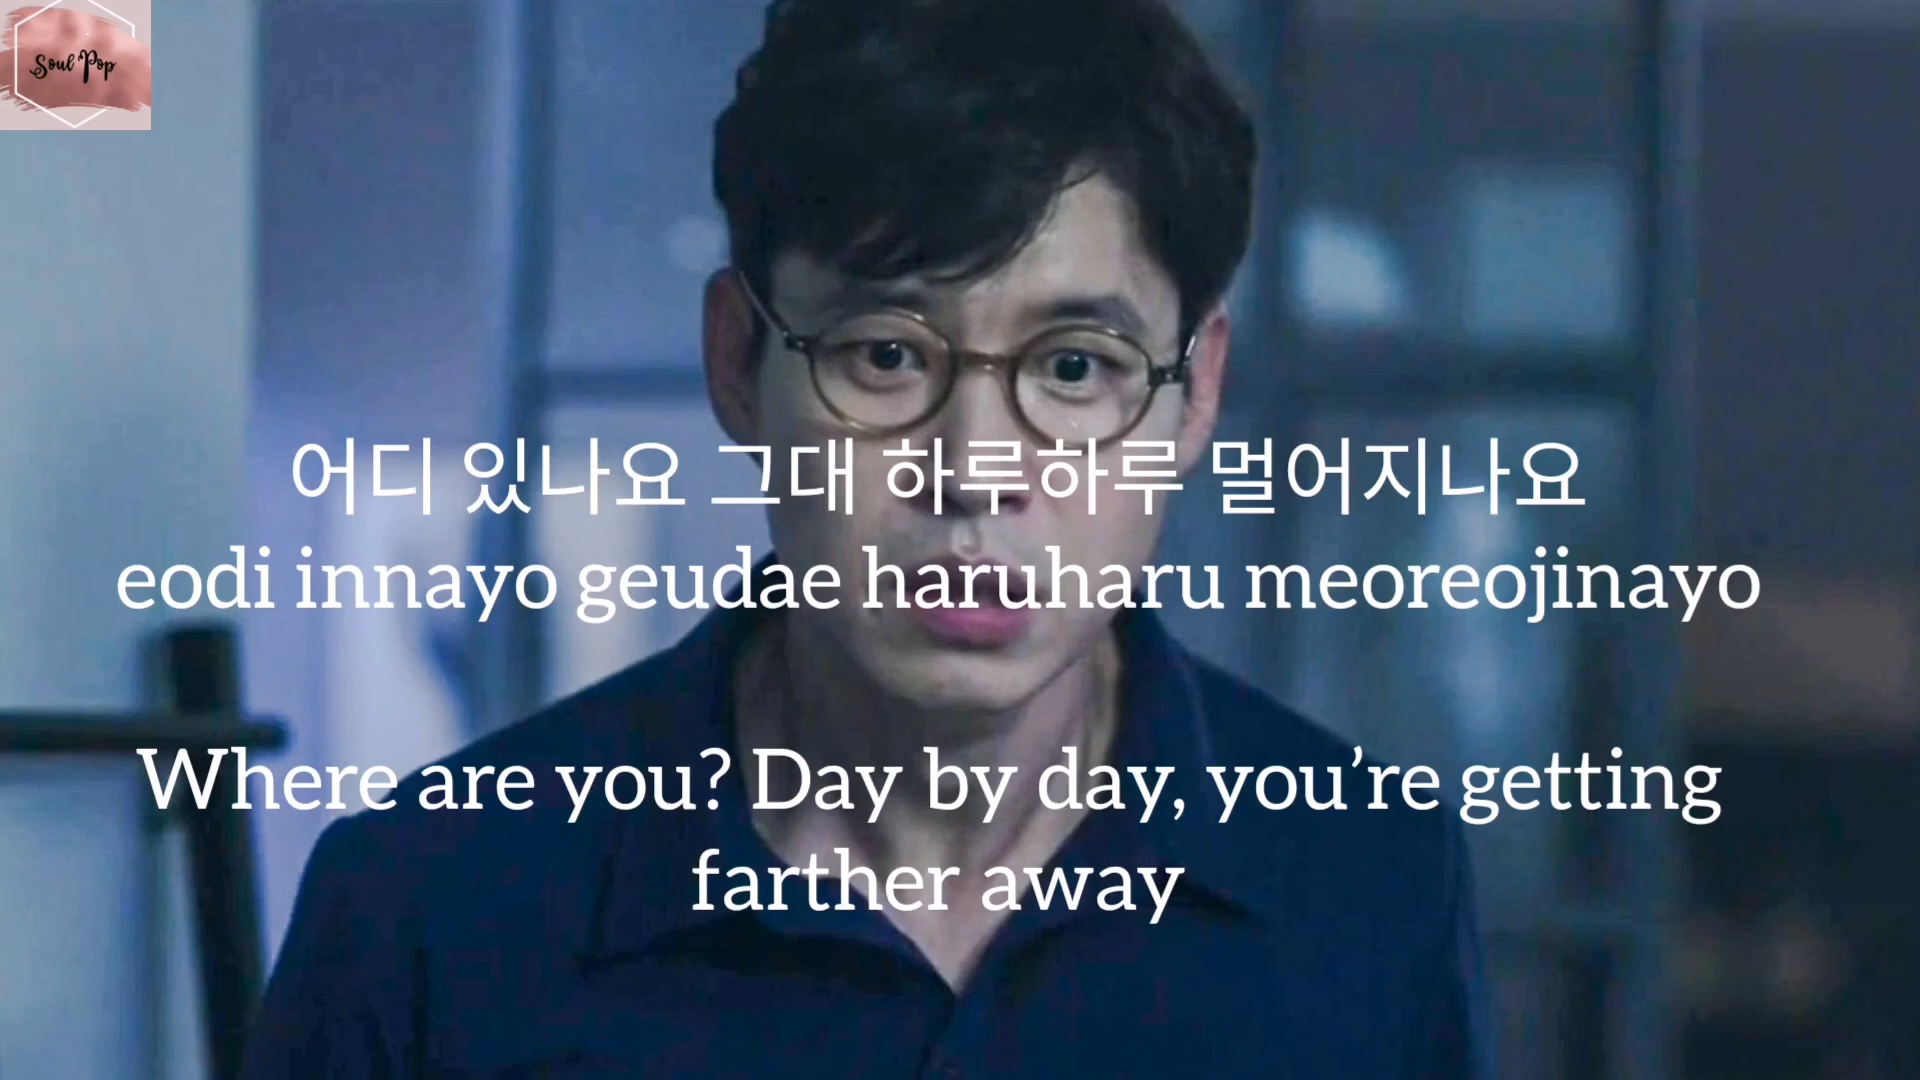 Soul Pop
어디 있나요 그대 하루하루 멀어지나요
eodi innayo geudae haruharu meoreojinayo
Where are you? Day by day, you’re getting
farther away